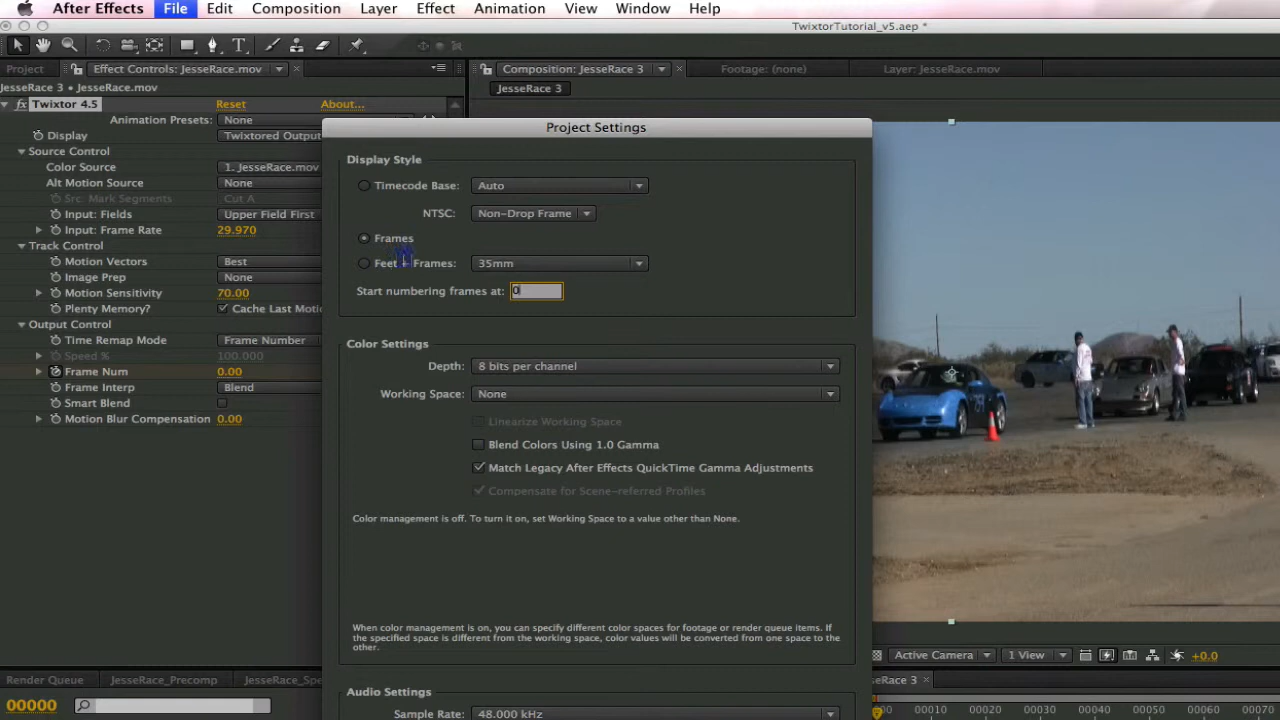 After Effects File Edit Composition Layer Effect Animation View Window Help
TwixtorTutorial_v5.aep *
Project Effect Controls: JesseRace.mov Composition: JesseRace 3 Footage: (none) Layer: JesseRace.mov
JesseRace 3 • JesseRace.mov JesseRace 3
fx Twixtor 4.5 Reset About...
Animation Presets: None
Display Twixtored Output
Source Control
Color Source 1. JesseRace.mov
Alt Motion Source None
Src. Mark Segments Cut A
Input: Fields Upper Field First
Input: Frame Rate 29.970
Track Control
Motion Vectors Best
Image Prep None
Motion Sensitivity 70.00
Plenty Memory? Cache Last Moti
Output Control
Time Remap Mode Frame Number
Speed % 100.000
Frame Num 0.00
Frame Interp Blend
Smart Blend
Motion Blur Compensation 0.00
Project Settings
Display Style
Timecode Base: Auto
NTSC: Non-Drop Frame
Frames
Feet + Frames: 35mm
Start numbering frames at: 0
Color Settings
Depth: 8 bits per channel
Working Space: None
Linearize Working Space
Blend Colors Using 1.0 Gamma
Match Legacy After Effects QuickTime Gamma Adjustments
Compensate for Scene-referred Profiles
Color management is off. To turn it on, set Working Space to a value other than None.
When color management is on, you can specify different color spaces for footage or render queue items. If
the specified space is different from the working space, color values will be converted from one space to the
other.
Audio Settings
Sample Rate: 48.000 kHz
Active Camera 1 View +0.0
Render Queue JesseRace_Precomp JesseRace_Spe esseRace 3
00000 00 00010 00020 00030 00040 00050 00060 00070